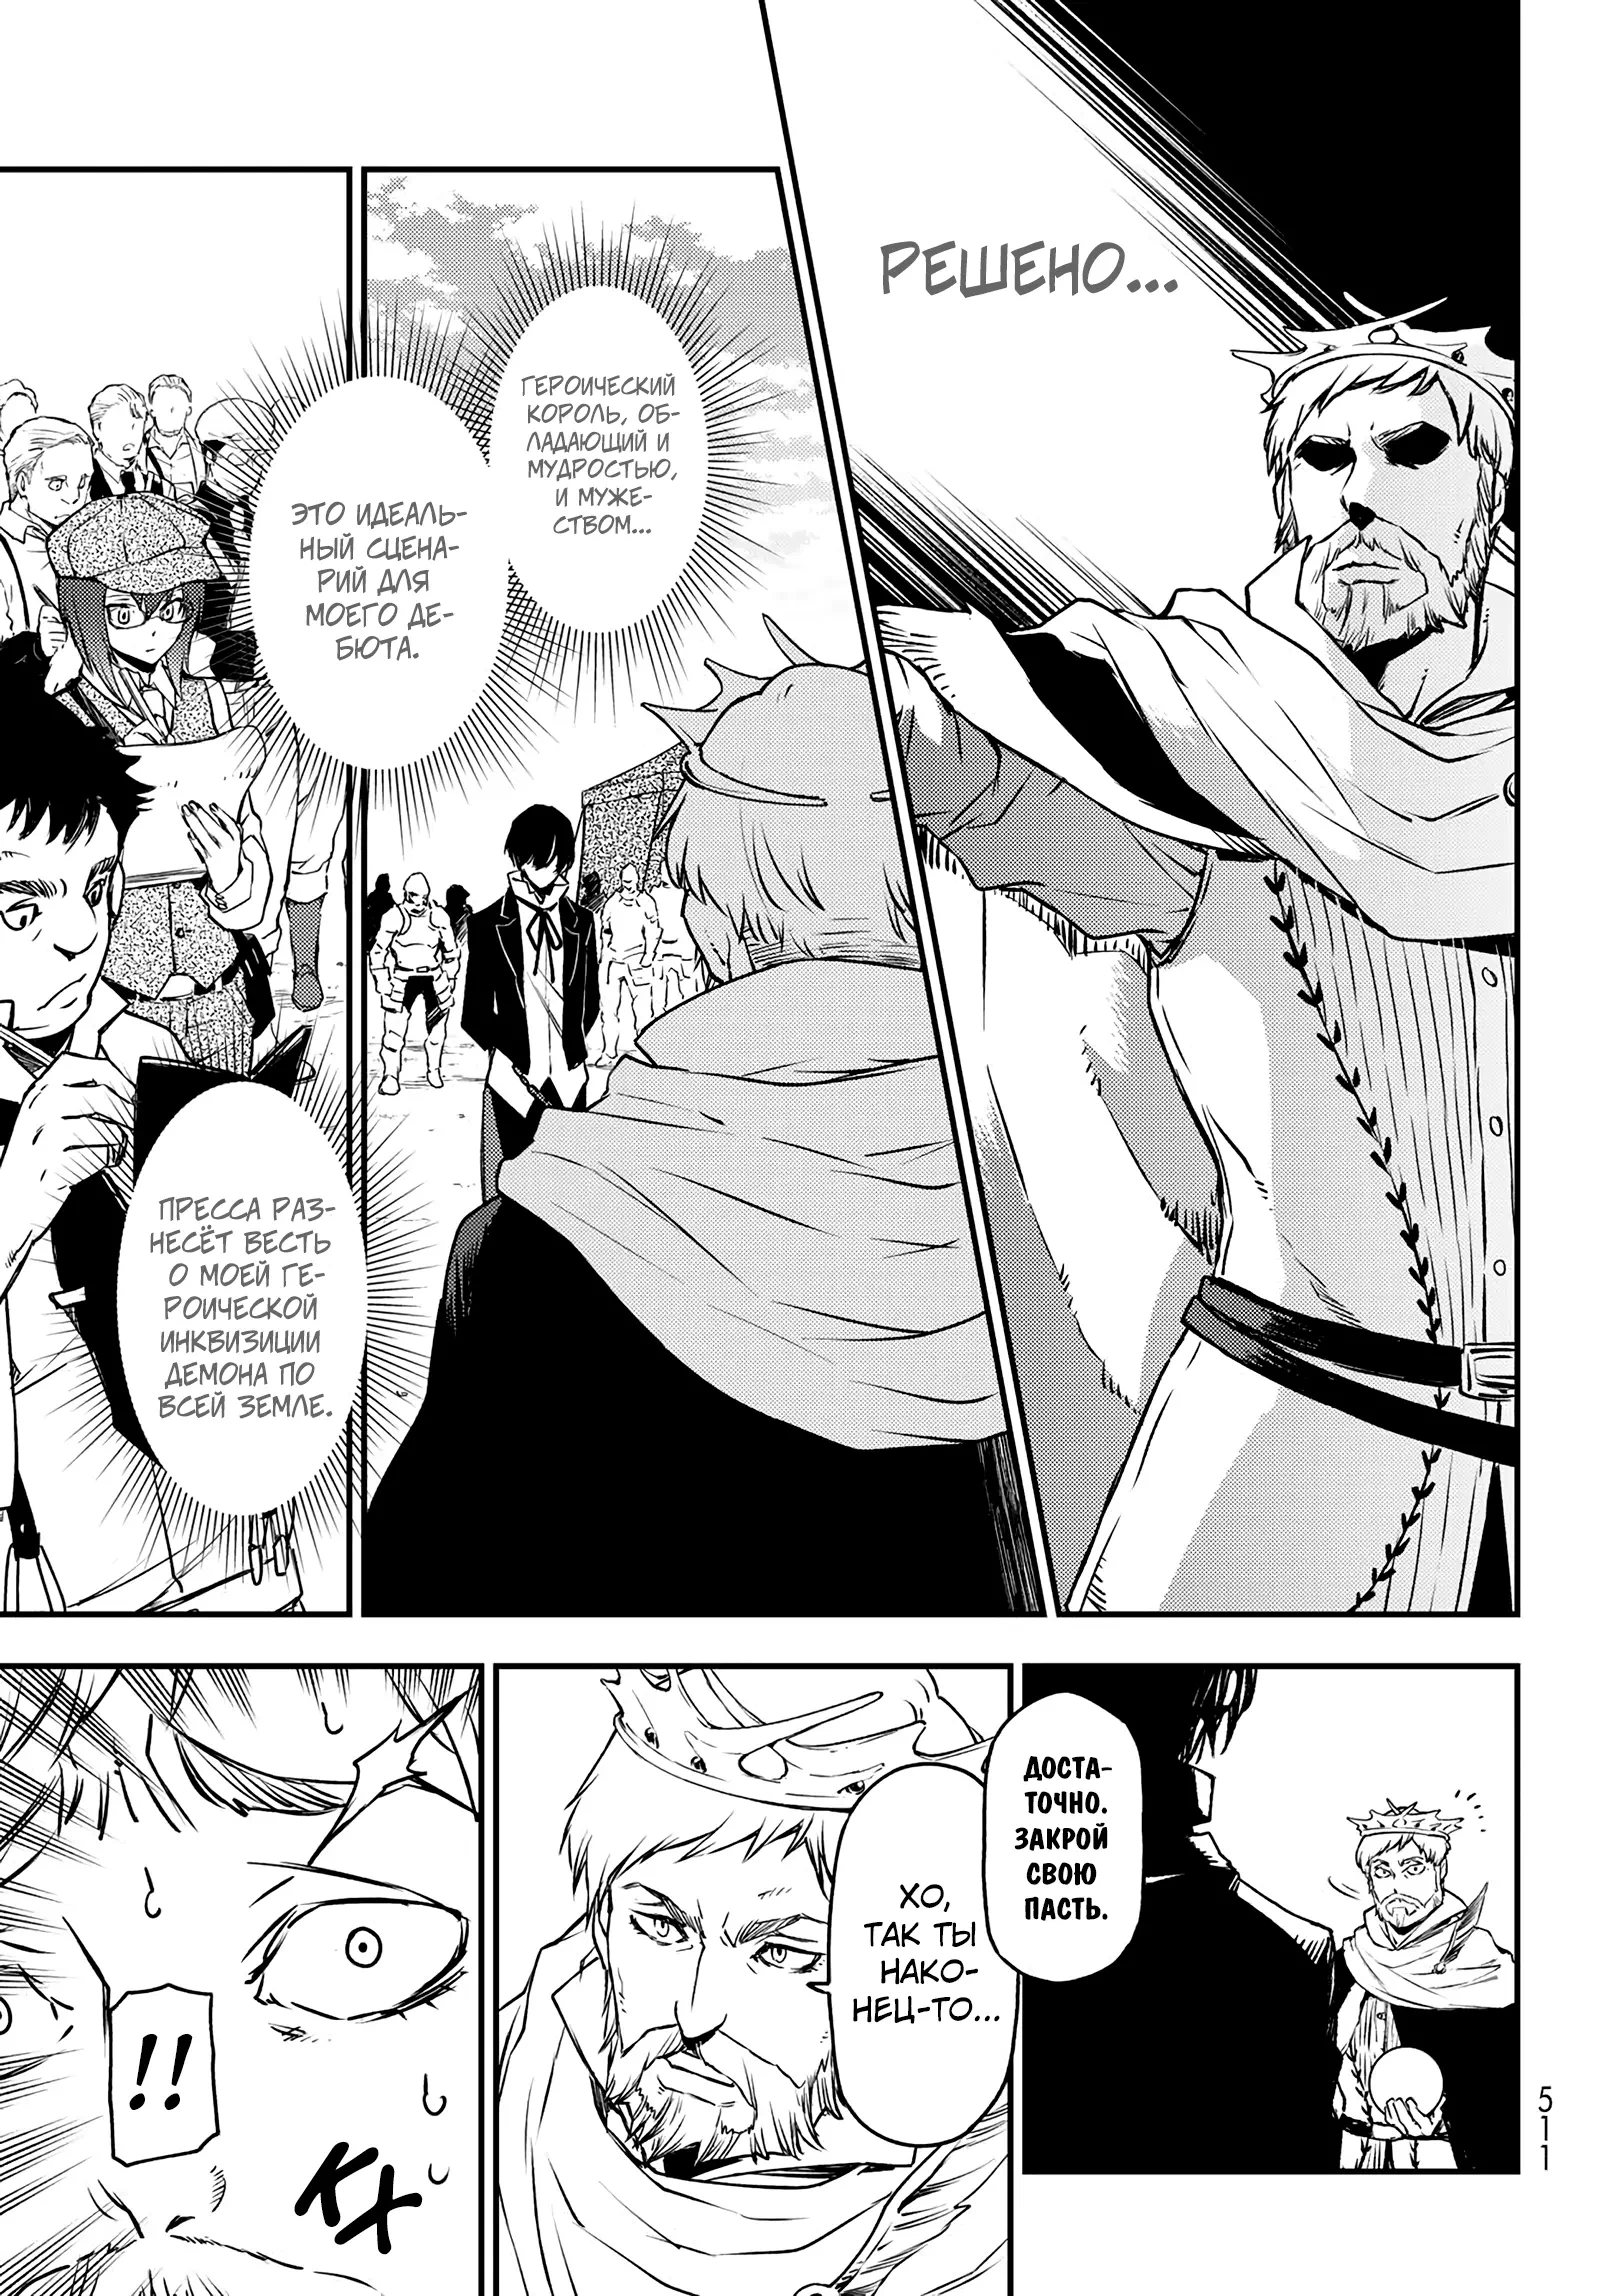 РЕШЕНО...
ГЕРОИЧЕСКИЙ
КОРОЛЬ, ОБ-
ЛАДАЮЩИЙ И
МУДРОСТЬЮ,
И МУЖЕ-
СТВОМ...
ЭТО ИДЕАЛЬ-
НЫЙ СЦЕНА-
РИЙ ДЛЯ
МОЕГО ДЕ-
БЮТА.
ПРЕССА РАЗ-
НЕСЁТ ВЕСТЬ
О МОЕЙ ГЕ-
РОИЧЕСКОЙ
ИНКВИЗИЦИИ
ДЕМОНА ПО
ВСЕЙ ЗЕМЛЕ.
ДОСТА-
ТОЧНО.
ЗАКРОЙ
СВОЮ
ПАСТЬ.
ХО,
ТАК ТЫ
НАКО-
НЕЦ-ТО...
!!
КХ
511